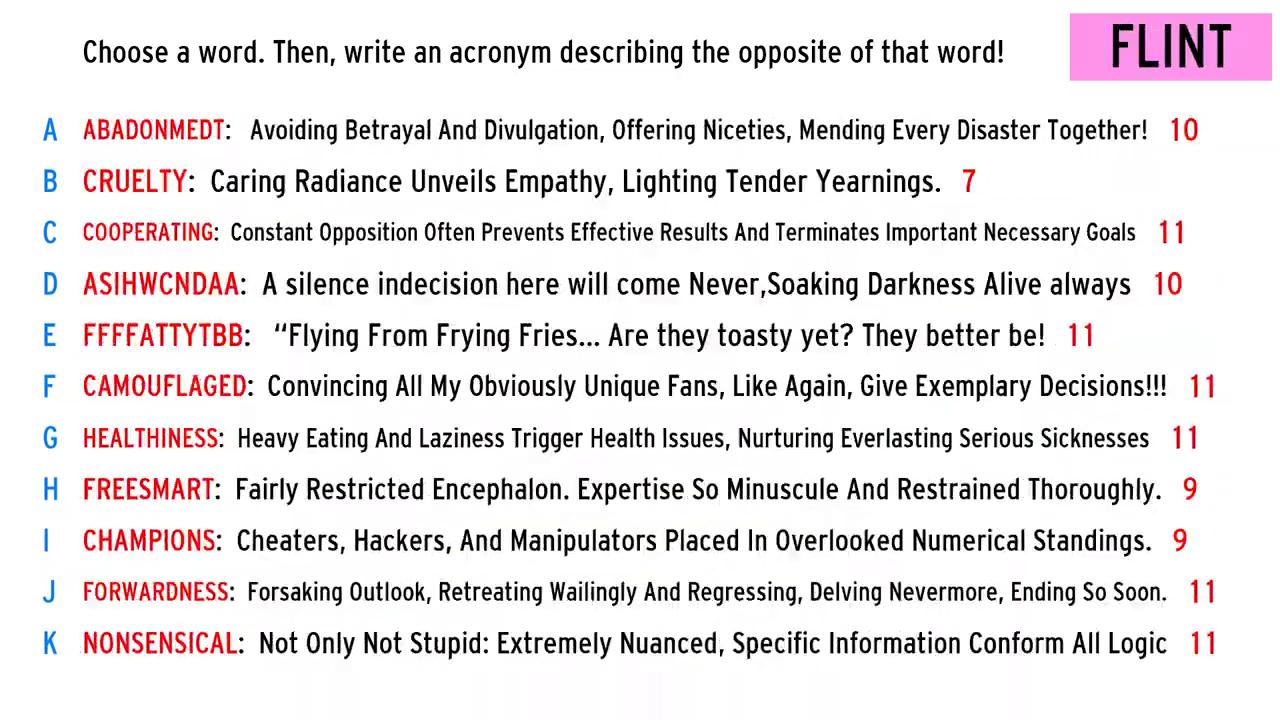 Choose a word. Then, write an acronym describing the opposite of that word!
FLINT
A ABADONMEDT: Avoiding Betrayal And Divulgation, Offering Niceties, Mending Every Disaster Together! 10
B CRUELTY: Caring Radiance Unveils Empathy, Lighting Tender Yearnings. 7
C COOPERATING: Constant Opposition Often Prevents Effective Results And Terminates Important Necessary Goals 11
D ASIHWCNDAA: A silence indecision here will come Never,Soaking Darkness Alive always 10
E FFFFATTYTBB: “Flying From Frying Fries... Are they toasty yet? They better be! 11
F CAMOUFLAGED: Convincing All My Obviously Unique Fans, Like Again, Give Exemplary Decisions!!! 11
G HEALTHINESS: Heavy Eating And Laziness Trigger Health Issues, Nurturing Everlasting Serious Sicknesses 11
H FREESMART: Fairly Restricted Encephalon. Expertise So Minuscule And Restrained Thoroughly. 9
I CHAMPIONS: Cheaters, Hackers, And Manipulators Placed In Overlooked Numerical Standings. 9
J FORWARDNESS: Forsaking Outlook, Retreating Wailingly And Regressing, Delving Nevermore, Ending So Soon. 11
K NONSENSICAL: Not Only Not Stupid: Extremely Nuanced, Specific Information Conform All Logic 11